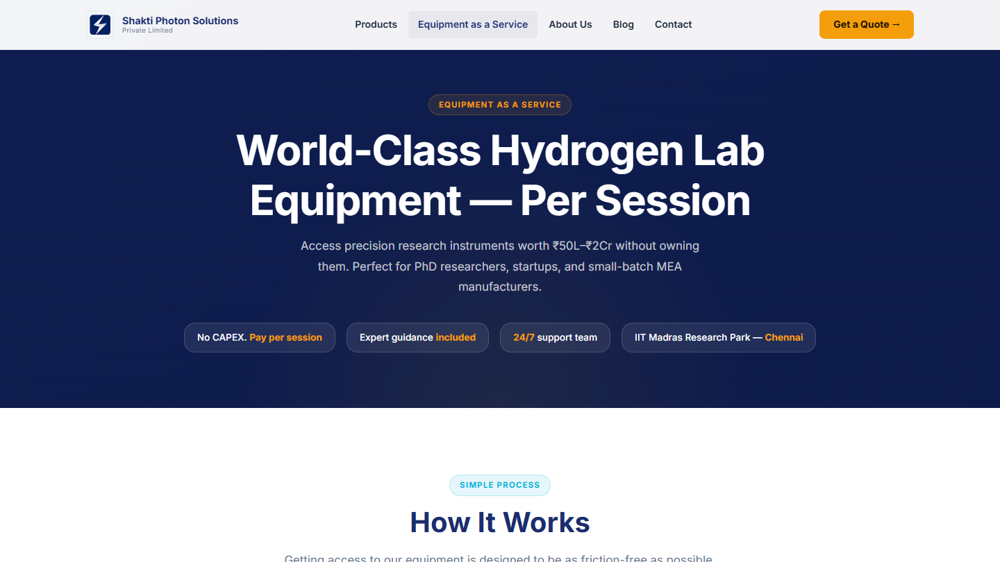 Shakti Photon Solutions
Private Limited
Products
Equipment as a Service
About Us
Blog
Contact
Get a Quote →
EQUIPMENT AS A SERVICE
World-Class Hydrogen Lab
Equipment — Per Session
Access precision research instruments worth ₹50L–₹2Cr without owning
them. Perfect for PhD researchers, startups, and small-batch MEA
manufacturers.
No CAPEX. Pay per session
Expert guidance included
24/7 support team
IIT Madras Research Park — Chennai
SIMPLE PROCESS
How It Works
Getting access to our equipment is designed to be as friction-free as possible